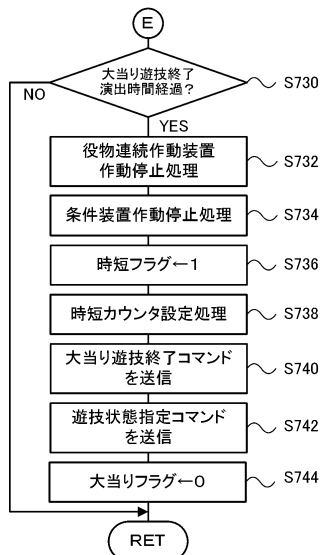 E
大当り遊技終了
演出時間経過?
S730
NO
YES
役物連続作動装置
作動停止処理
S732
条件装置作動停止処理
S734
時短フラグ←1
S736
時短カウンタ設定処理
S738
大当り遊技終了コマンド
を送信
S740
遊技状態指定コマンド
を送信
S742
大当りフラグ←0
S744
RET